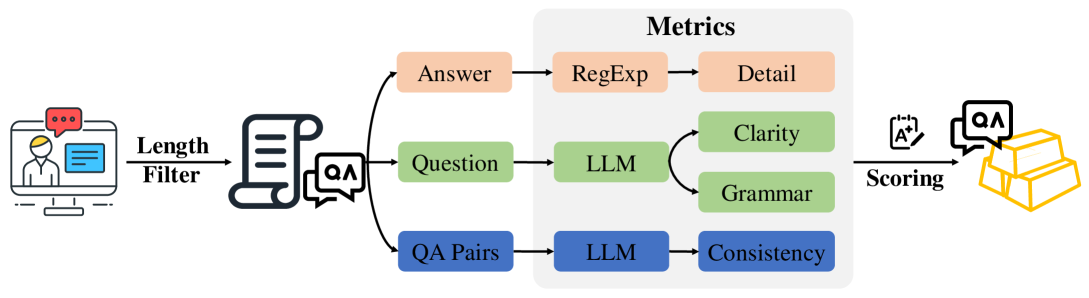 Metrics
Answer
RegExp
Detail
Length
Filter
QA
Question
LLM
Clarity
Grammar
A+
Scoring
QA
QA Pairs
LLM
Consistency